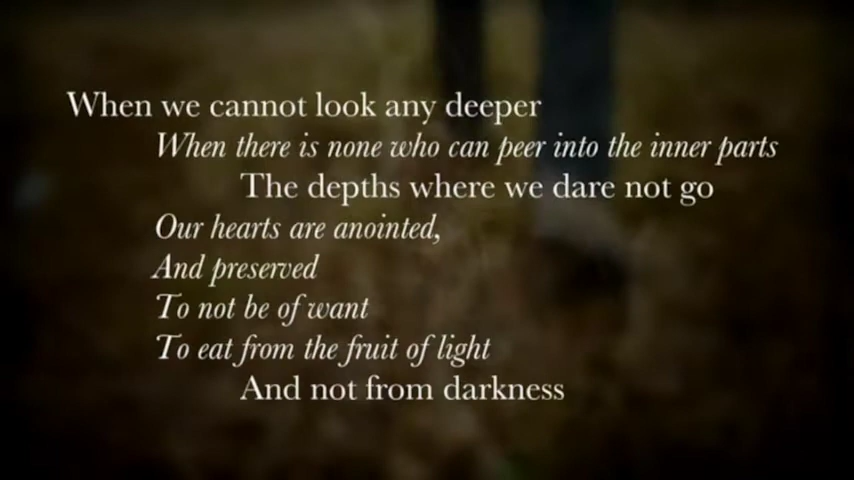 When we cannot look any deeper
When there is none who can peer into the inner parts
The depths where we dare not go
Our hearts are anointed,
And preserved
To not be of want
To eat from the fruit of light
And not from darkness